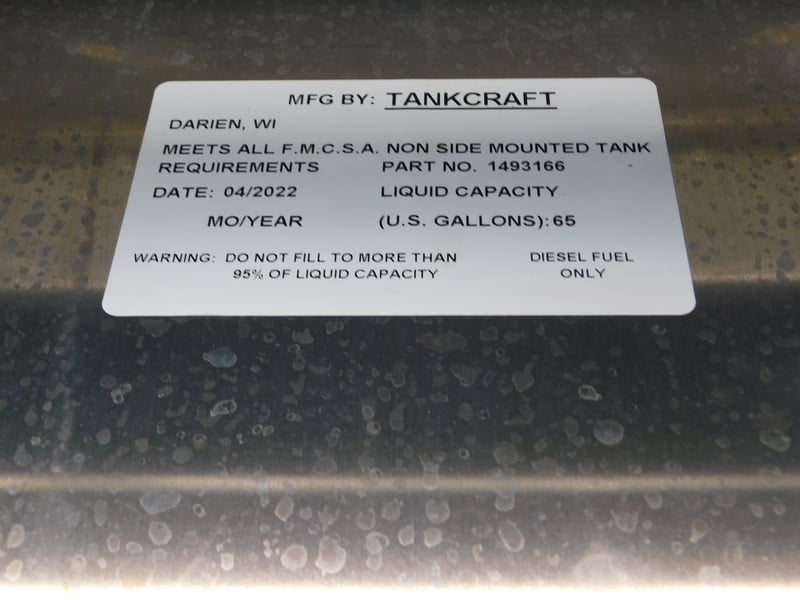 MFG BY: TANKCRAFT
DARIEN, WI
MEETS ALL F.M.C.S.A. NON SIDE MOUNTED TANK
REQUIREMENTS PART NO. 1493166
DATE: 04/2022 LIQUID CAPACITY
MO/YEAR (U.S. GALLONS): 65
WARNING: DO NOT FILL TO MORE THAN DIESEL FUEL
95% OF LIQUID CAPACITY ONLY